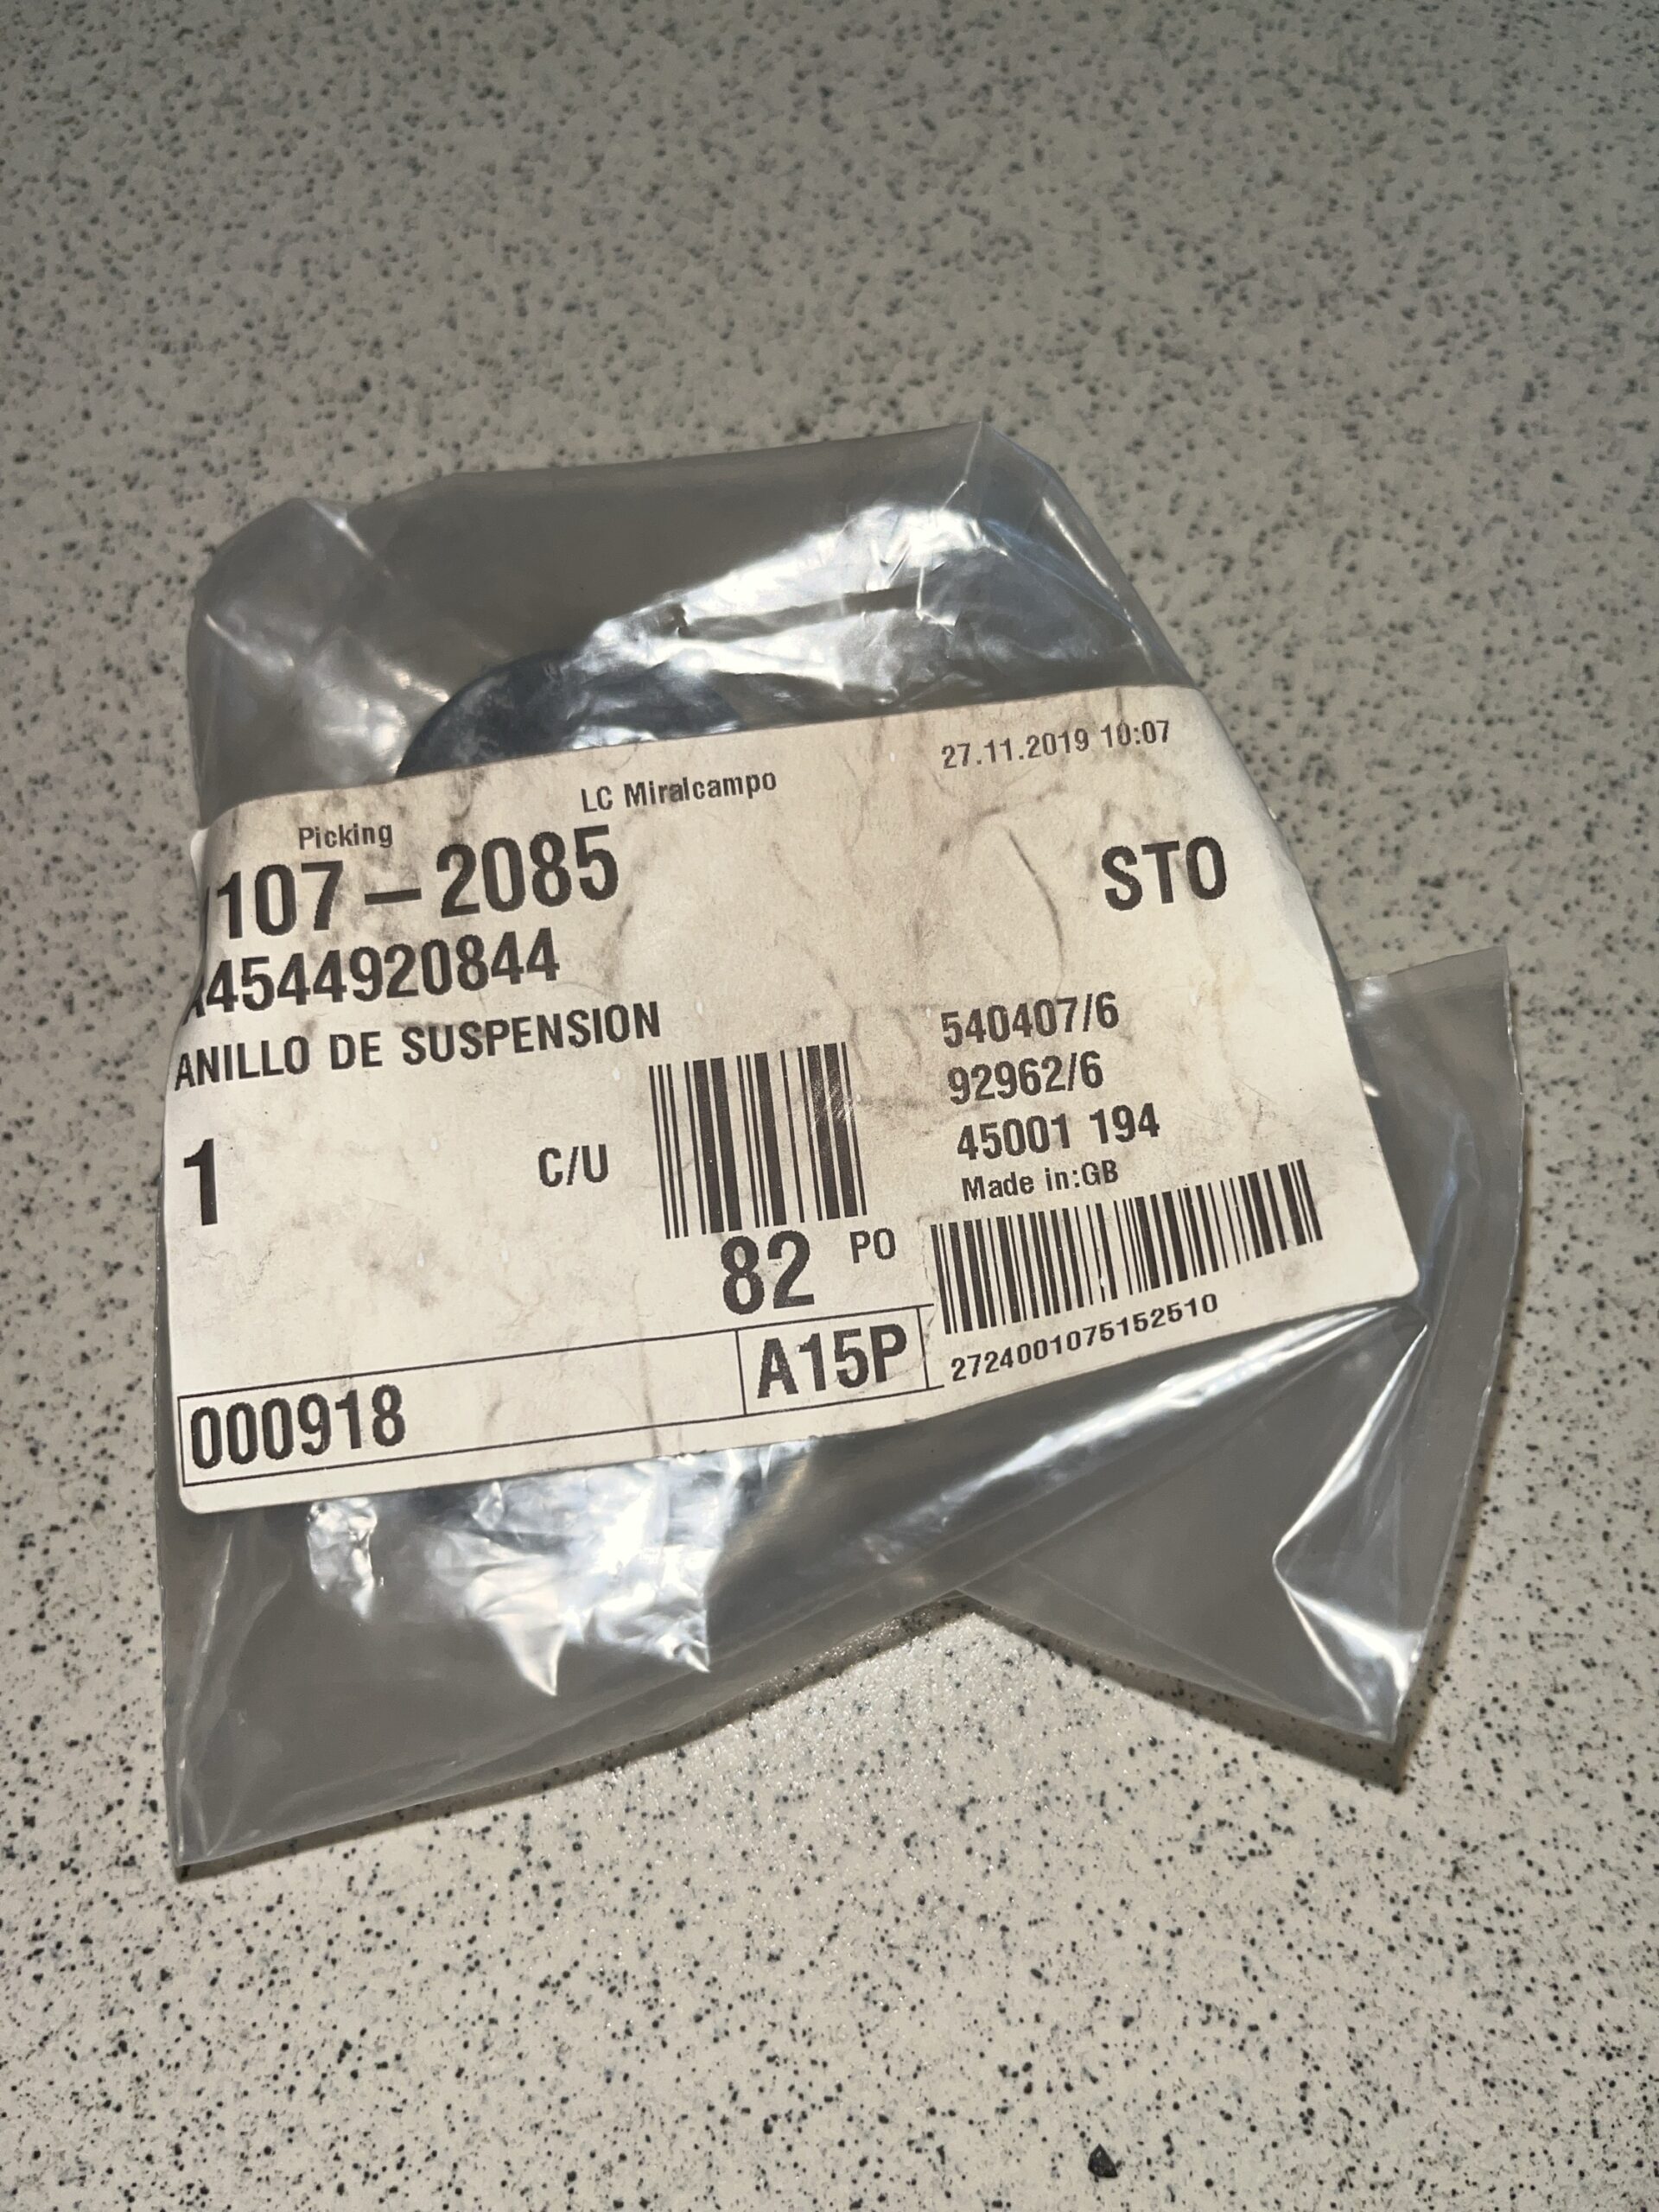 27.11.2019 10:07
LC Miralcampo
Picking
107-2085
STO
A4544920844
ANILLO DE SUSPENSION
540407/6
92962/6
45001 194
Made in:GB
1
C/U
82 PO
2724001075152510
A15P
000918